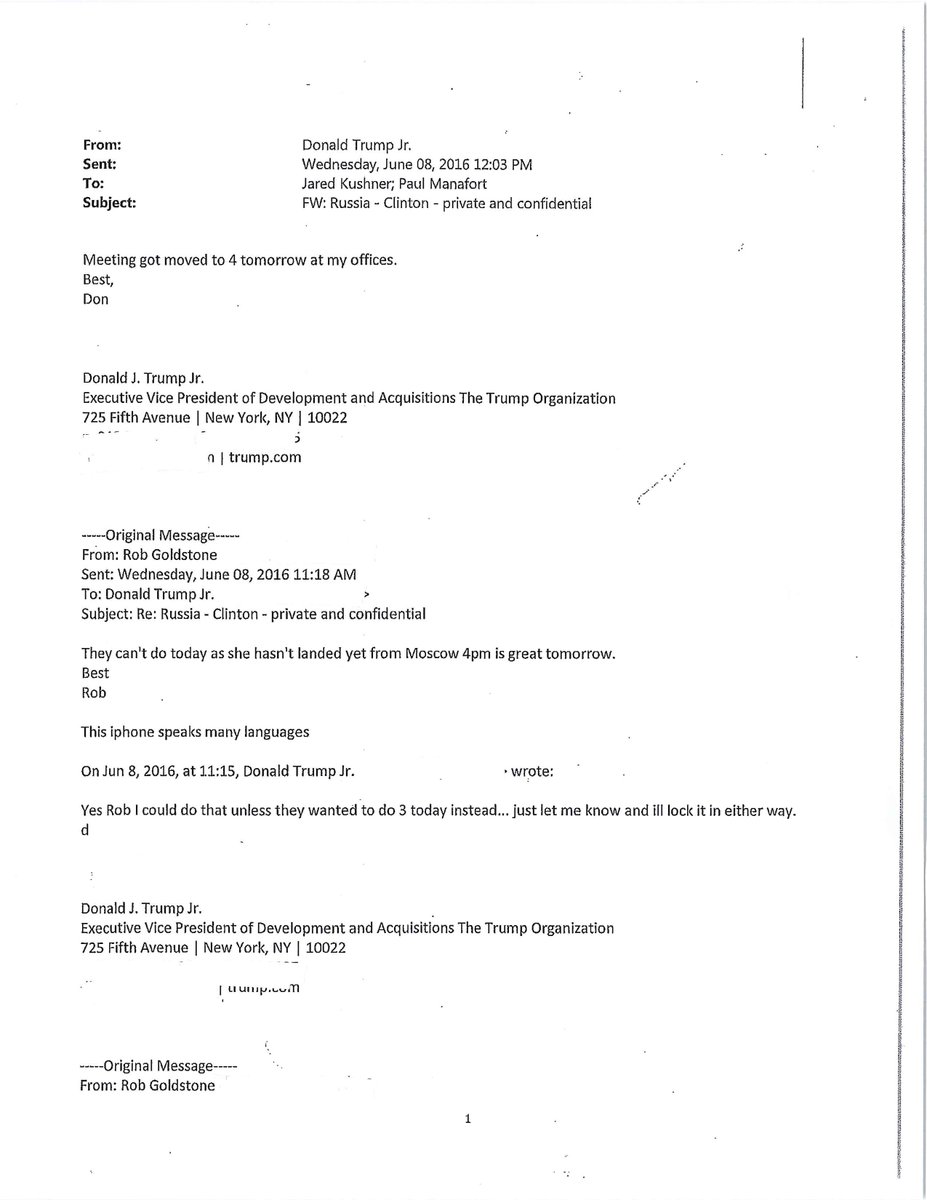 From: Donald Trump Jr.
Sent: Wednesday, June 08, 2016 12:03 PM
To: Jared Kushner; Paul Manafort
Subject: FW: Russia - Clinton - private and confidential
Meeting got moved to 4 tomorrow at my offices.
Best,
Don
Donald J. Trump Jr.
Executive Vice President of Development and Acquisitions The Trump Organization
725 Fifth Avenue | New York, NY | 10022
| trump.com
-----Original Message-----
From: Rob Goldstone
Sent: Wednesday, June 08, 2016 11:18 AM
To: Donald Trump Jr. >
Subject: Re: Russia - Clinton - private and confidential
They can't do today as she hasn't landed yet from Moscow 4pm is great tomorrow.
Best
Rob
This iphone speaks many languages
On Jun 8, 2016, at 11:15, Donald Trump Jr. wrote:
Yes Rob I could do that unless they wanted to do 3 today instead... just let me know and ill lock it in either way.
d
Donald J. Trump Jr.
Executive Vice President of Development and Acquisitions The Trump Organization
725 Fifth Avenue | New York, NY | 10022
-----Original Message-----
From: Rob Goldstone
1